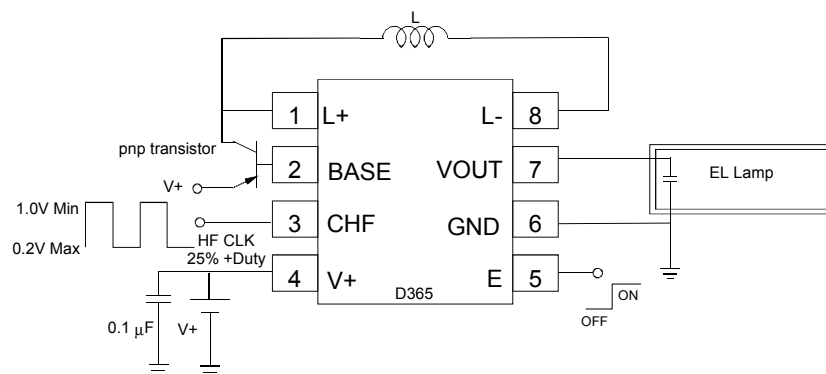 L
1 L+ L- 8
pnp transistor
2 BASE VOUT 7
EL Lamp
V+
1.0V Min
3 CHF GND 6
0.2V Max
HF CLK
25% +Duty
4 V+ E 5
D365
ON
OFF
0.1 μF
V+